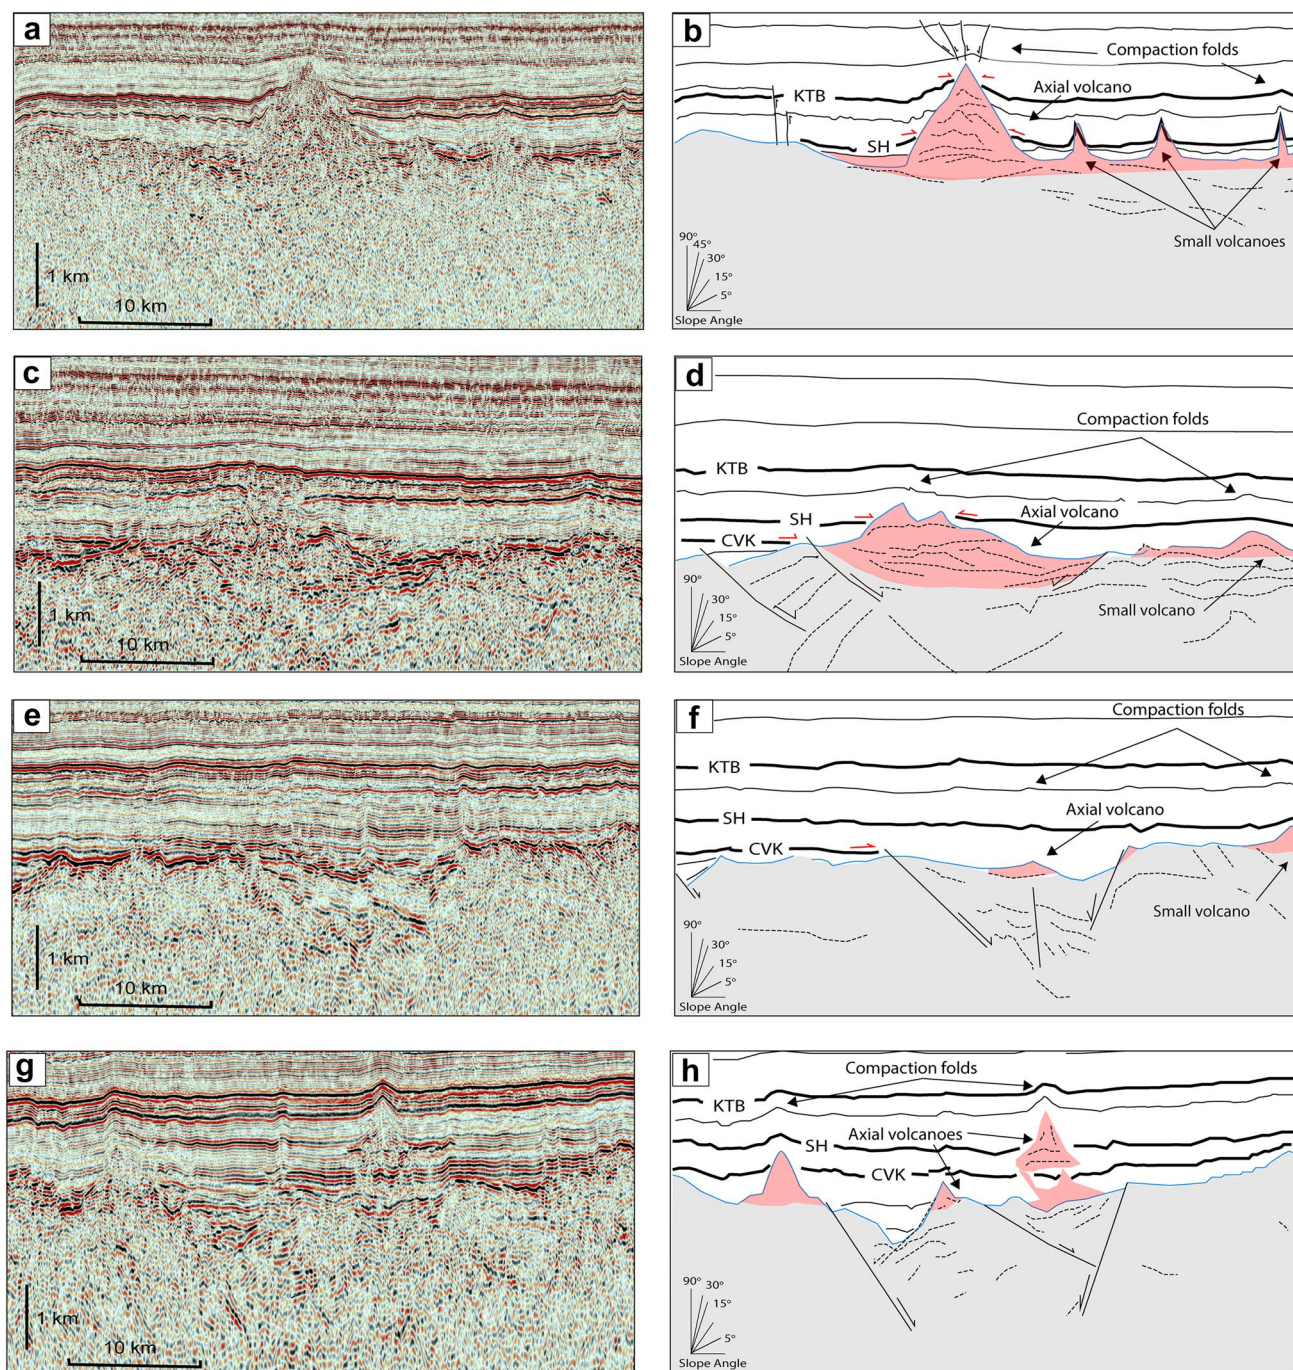 a
1 km
10 km
b
Compaction folds
Axial volcano
KTB
SH
Small volcanoes
90°
45°
30°
15°
5°
Slope Angle
c
1 km
10 km
d
Compaction folds
KTB
SH
Axial volcano
CVK
Small volcano
90°
30°
15°
5°
Slope Angle
e
1 km
10 km
f
Compaction folds
KTB
Axial volcano
SH
CVK
Small volcano
90°
30°
15°
5°
Slope Angle
g
1 km
10 km
h
Compaction folds
KTB
Axial volcanoes
SH
CVK
90°
30°
15°
5°
Slope Angle